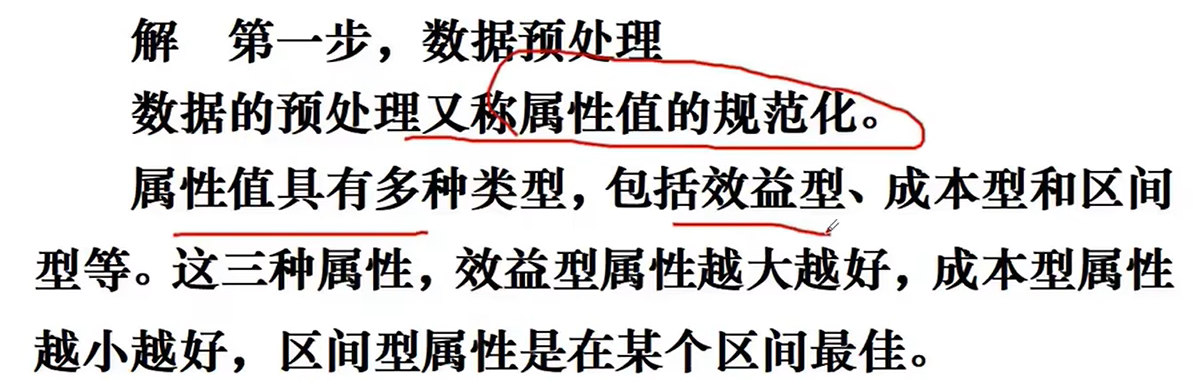 解 第一步，数据预处理
数据的预处理又称属性值的规范化。
属性值具有多种类型，包括效益型、成本型和区间
型等。这三种属性，效益型属性越大越好，成本型属性
越小越好，区间型属性是在某个区间最佳。